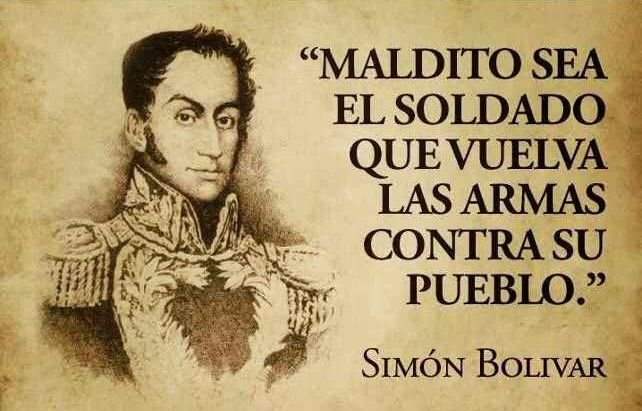 “MALDITO SEA
EL SOLDADO
QUE VUELVA
LAS ARMAS
CONTRA SU
PUEBLO.”
SIMÓN BOLIVAR